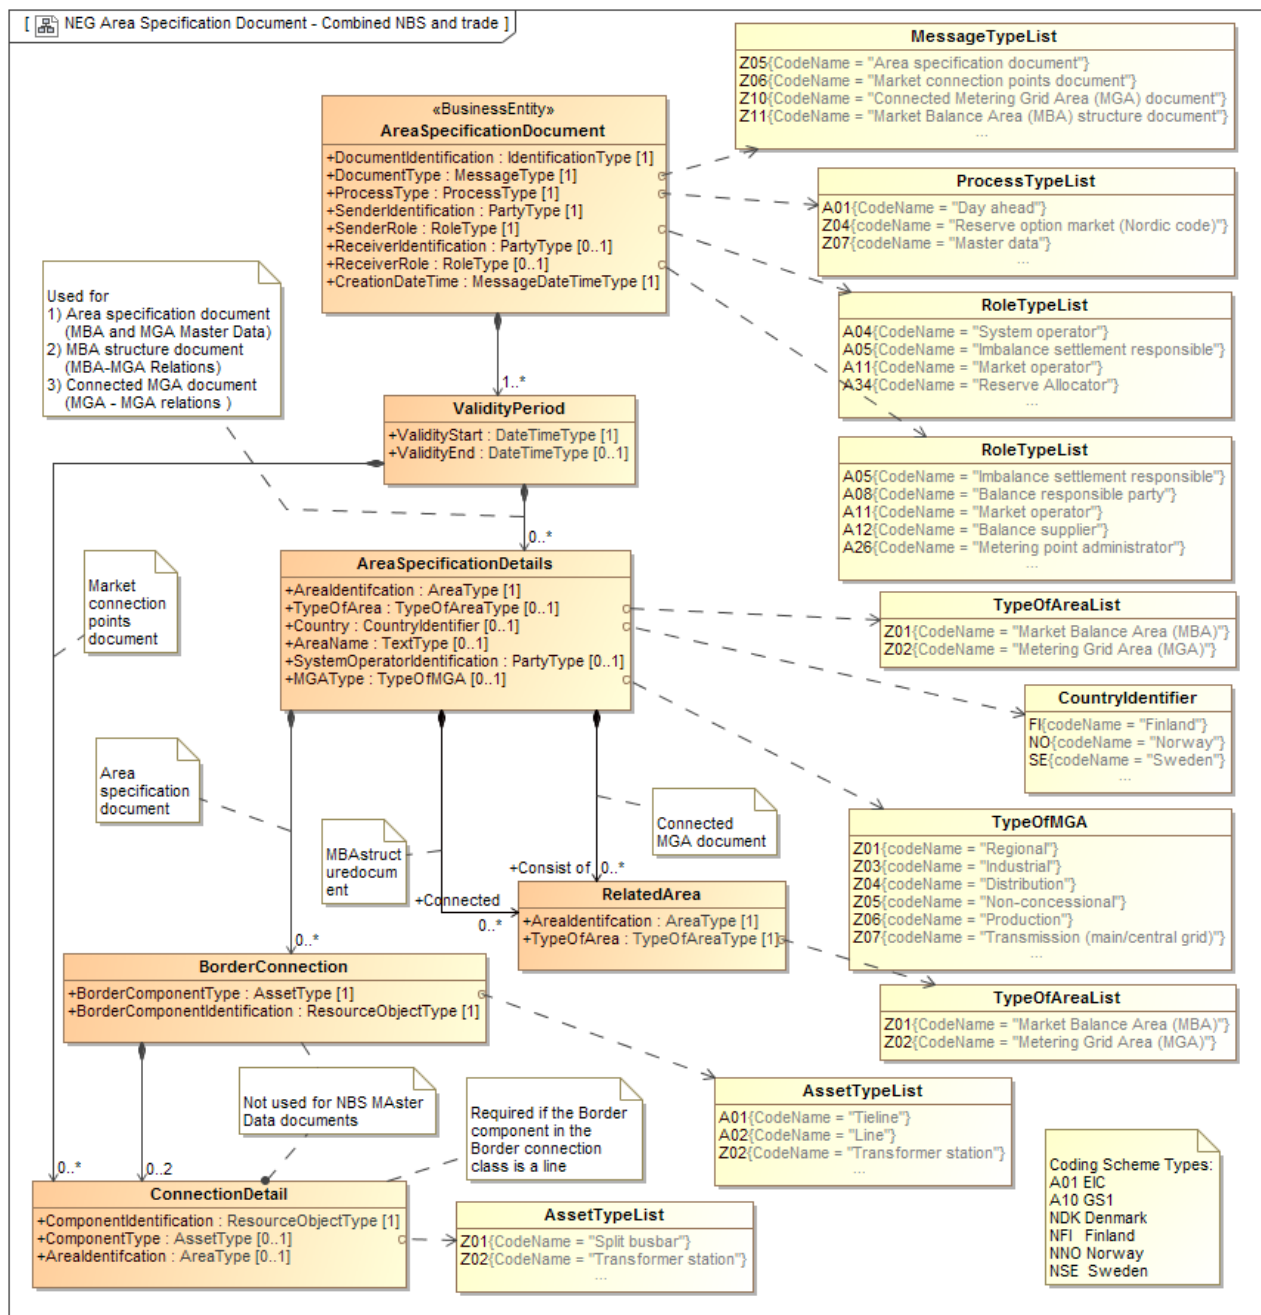 [ NEG Area Specification Document - Combined NBS and trade ]
MessageTypeList
Z05{CodeName = "Area specification document"}
Z06{CodeName = "Market connection points document"}
Z10{CodeName = "Connected Metering Grid Area (MGA) document"}
Z11{CodeName = "Market Balance Area (MBA) structure document"}
...
«BusinessEntity»
AreaSpecificationDocument
+DocumentIdentification : IdentificationType [1]
+DocumentType : MessageType [1]
+ProcessType : ProcessType [1]
+SenderIdentification : PartyType [1]
+SenderRole : RoleType [1]
+ReceiverIdentification : PartyType [0..1]
+ReceiverRole : RoleType [0..1]
+CreationDateTime : MessageDateTimeType [1]
ProcessTypeList
A01{CodeName = "Day ahead"}
Z04{codeName = "Reserve option market (Nordic code)"}
Z07{codeName = "Master data"}
...
Used for
1) Area specification document
(MBA and MGA Master Data)
2) MBA structure document
(MBA-MGA Relations)
3) Connected MGA document
(MGA - MGA relations )
RoleTypeList
A04{CodeName = "System operator"}
A05{CodeName = "Imbalance settlement responsible"}
A11{CodeName = "Market operator"}
A34{CodeName = "Reserve Allocator"}
...
1..*
ValidityPeriod
+ValidityStart : DateTimeType [1]
+ValidityEnd : DateTimeType [0..1]
RoleTypeList
A05{CodeName = "Imbalance settlement responsible"}
A08{CodeName = "Balance responsible party"}
A11{CodeName = "Market operator"}
A12{CodeName = "Balance supplier"}
A26{CodeName = "Metering point administrator"}
...
0..*
Market
connection
points
document
AreaSpecificationDetails
+AreaIdentifcation : AreaType [1]
+TypeOfArea : TypeOfAreaType [0..1]
+Country : CountryIdentifier [0..1]
+AreaName : TextType [0..1]
+SystemOperatorIdentification : PartyType [0..1]
+MGAType : TypeOfMGA [0..1]
TypeOfAreaList
Z01{CodeName = "Market Balance Area (MBA)"}
Z02{CodeName = "Metering Grid Area (MGA)"}
CountryIdentifier
FI{codeName = "Finland"}
NO{codeName = "Norway"}
SE{codeName = "Sweden"}
...
Area
specification
document
MBAstruct
uredocum
ent
Connected
MGA document
TypeOfMGA
Z01{codeName = "Regional"}
Z03{codeName = "Industrial"}
Z04{codeName = "Distribution"}
Z05{codeName = "Non-concessional"}
Z06{codeName = "Production"}
Z07{codeName = "Transmission (main/central grid)"}
...
+Consist of 0..*
+Connected
0..*
RelatedArea
+AreaIdentifcation : AreaType [1]
+TypeOfArea : TypeOfAreaType [1]
0..*
BorderConnection
+BorderComponentType : AssetType [1]
+BorderComponentIdentification : ResourceObjectType [1]
TypeOfAreaList
Z01{CodeName = "Market Balance Area (MBA)"}
Z02{CodeName = "Metering Grid Area (MGA)"}
Not used for NBS MAster
Data documents
Required if the Border
component in the
Border connection
class is a line
AssetTypeList
A01{CodeName = "Tieline"}
A02{CodeName = "Line"}
Z02{CodeName = "Transformer station"}
...
0..*
0..2
ConnectionDetail
+ComponentIdentification : ResourceObjectType [1]
+ComponentType : AssetType [0..1]
+AreaIdentifcation : AreaType [0..1]
AssetTypeList
Z01{CodeName = "Split busbar"}
Z02{CodeName = "Transformer station"}
...
Coding Scheme Types:
A01 EIC
A10 GS1
NDK Denmark
NFI Finland
NNO Norway
NSE Sweden